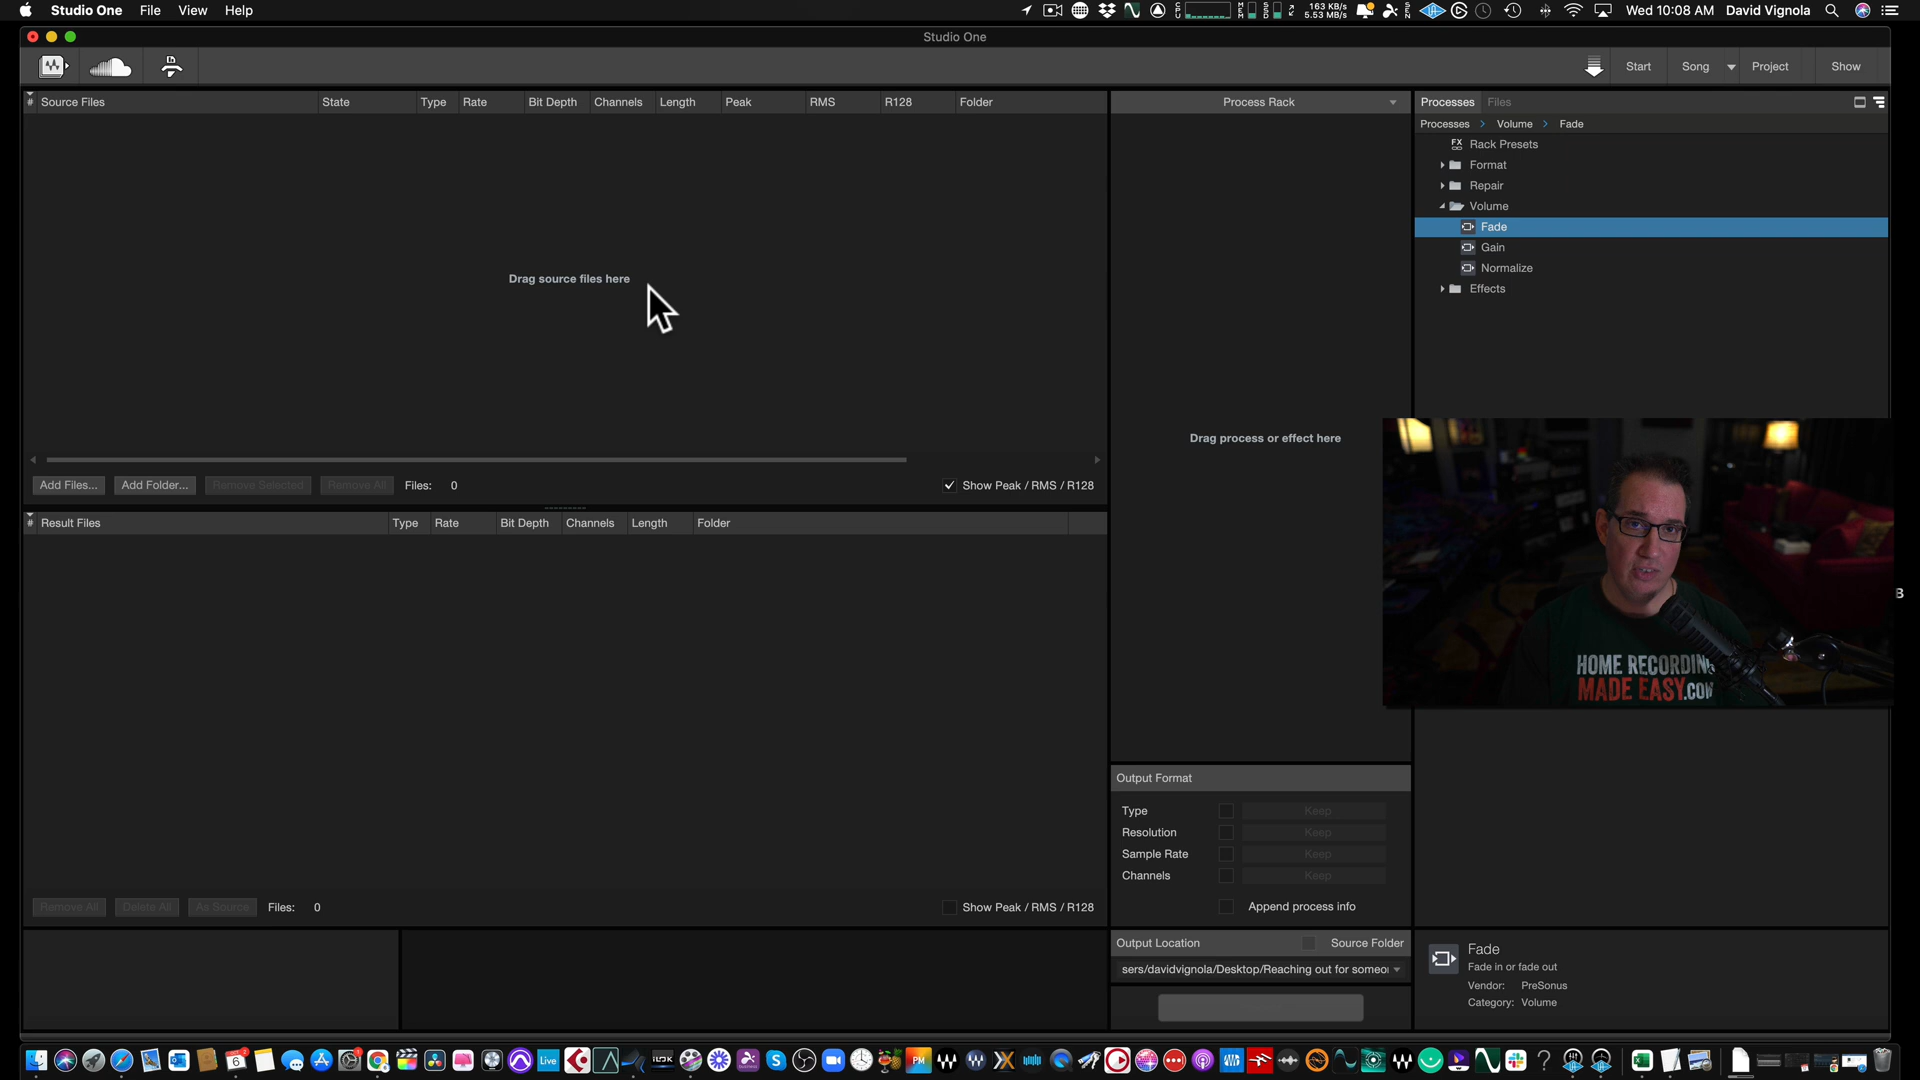 Studio One File View Help
163 KB/s
5.53 MB/s
Wed 10:08 AM David Vignola
Studio One
Start Song Project Show
# Source Files State Type Rate Bit Depth Channels Length Peak RMS R128 Folder
Process Rack
Processes Files
Processes > Volume > Fade
FX Rack Presets
Format
Repair
Volume
Fade
Gain
Normalize
Effects
Drag source files here
Drag process or effect here
Add Files... Add Folder... Remove Selected Remove All Files: 0
Show Peak / RMS / R128
# Result Files Type Rate Bit Depth Channels Length Folder
B
HOME RECORDING
MADE EASY.COM
Output Format
Type Keep
Resolution Keep
Sample Rate Keep
Channels Keep
Append process info
Remove All Delete All As Source Files: 0
Show Peak / RMS / R128
Output Location Source Folder
sers/davidvignola/Desktop/Reaching out for someo
Fade
Fade in or fade out
Vendor: PreSonus
Category: Volume